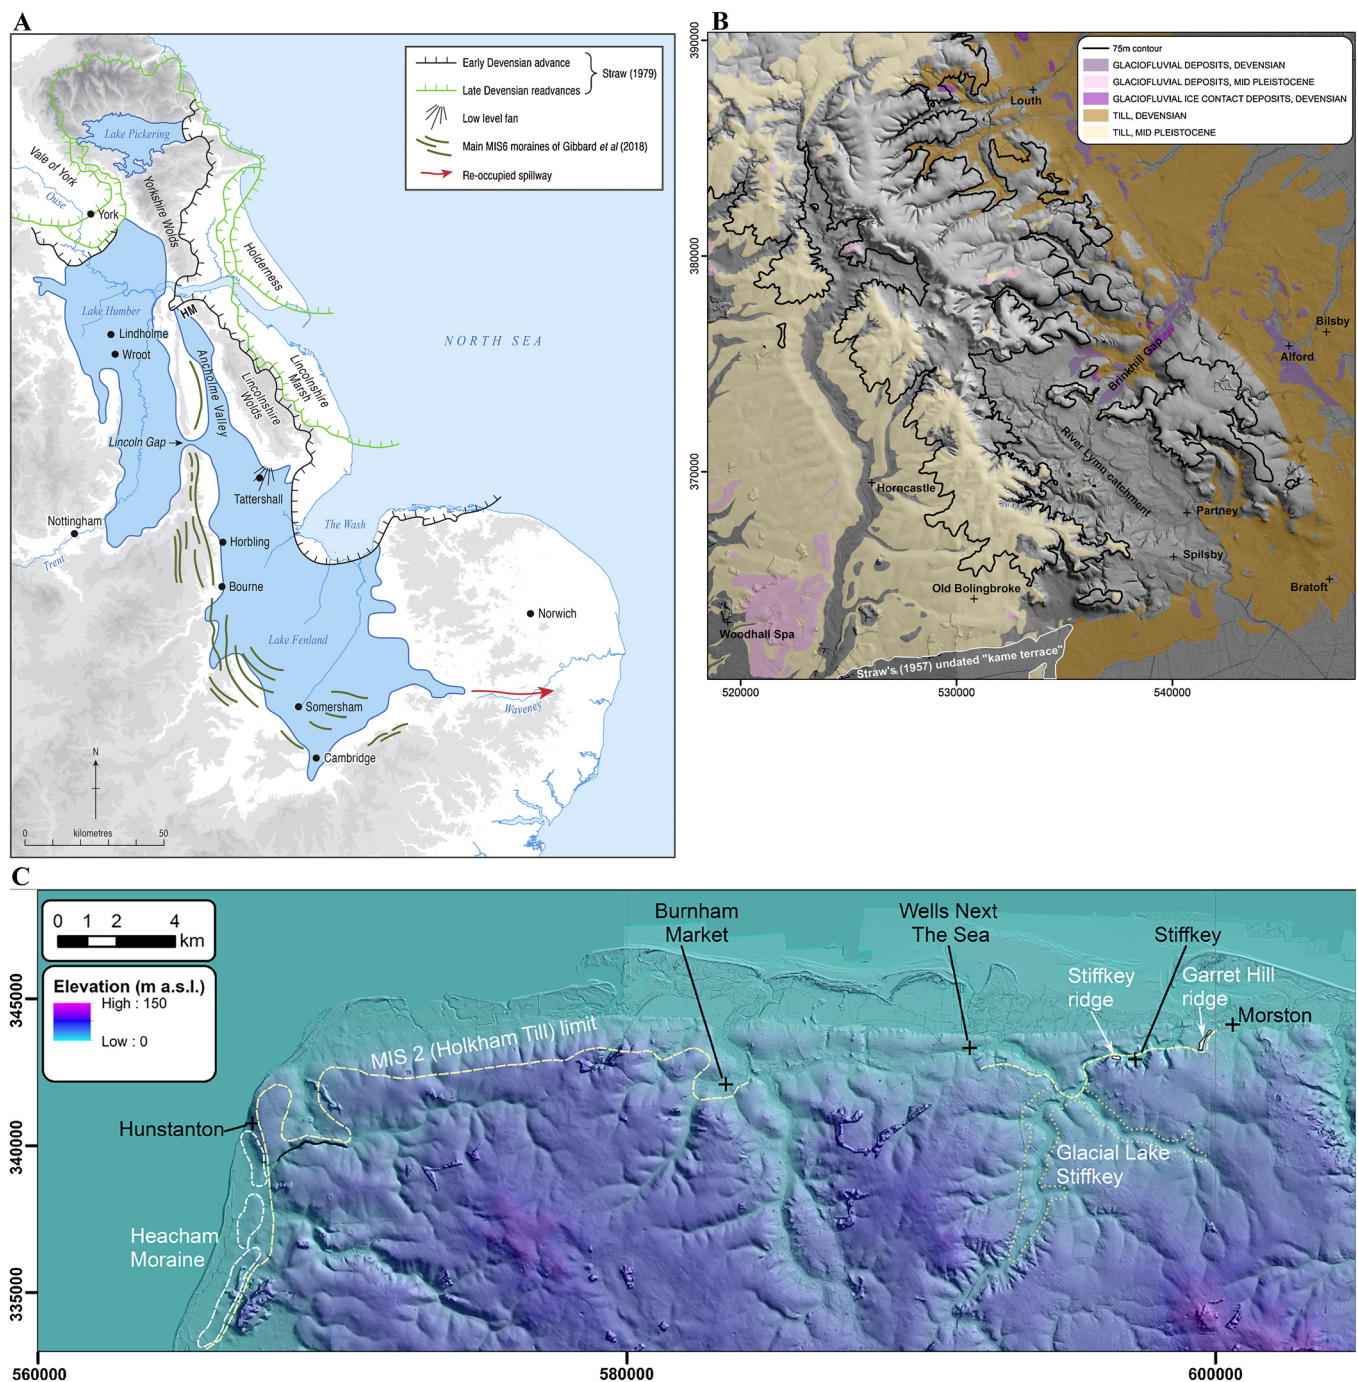 A
Early Devensian advance
Straw (1979)
Late Devensian readvances
Low level fan
Main MIS6 moraines of Gibbard et al (2018)
Re-occupied spillway
Lake Pickering
Vale of York
Ouse
York
Yorkshire Wolds
Holderness
HM
Lake Humber
Lindholme
Wroot
Ancholme Valley
Lincolnshire Wolds
Lincolnshire Marsh
NORTH SEA
Lincoln Gap
Tattershall
The Wash
Nottingham
Trent
Horbling
Bourne
Norwich
Lake Fenland
Somersham
Waveney
Cambridge
N
0 kilometres 50
B
390000
380000
370000
520000
530000
540000
75m contour
GLACIOFLUVIAL DEPOSITS, DEVENSIAN
GLACIOFLUVIAL DEPOSITS, MID PLEISTOCENE
GLACIOFLUVIAL ICE CONTACT DEPOSITS, DEVENSIAN
TILL, DEVENSIAN
TILL, MID PLEISTOCENE
Louth
Bilsby
Alford
Brinkhill Gap
River Lymn catchment
Horncastle
Partney
Spilsby
Old Bolingbroke
Bratoft
Woodhall Spa
Straw's (1957) undated "kame terrace"
C
0 1 2 4
km
Elevation (m a.s.l.)
High : 150
Low : 0
345000
340000
335000
560000
580000
600000
Burnham
Market
Wells Next
The Sea
Stiffkey
Stiffkey
ridge
Garret Hill
ridge
Morston
MIS 2 (Holkham Till) limit
Hunstanton
Glacial Lake
Stiffkey
Heacham
Moraine